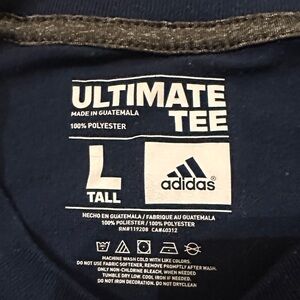 ULTIMATE
MADE IN GUATEMALA
TEE
100% POLYESTER
L
TALL
adidas
HECHO EN GUATEMALA / FABRIQUE AU GUATEMALA
100% POLIESTER / 100% POLYESTER
RN#119208 CA#40312
MACHINE WASH COLD WITH LIKE COLORS.
DO NOT USE FABRIC SOFTENER, REMOVE PROMPTLY AFTER WASH.
ONLY NON-CHLORINE BLEACH, WHEN NEEDED.
TUMBLE DRY LOW. COOL IRON IF NEEDED.
DO NOT IRON DECORATION. DO NOT DRYCLEAN.